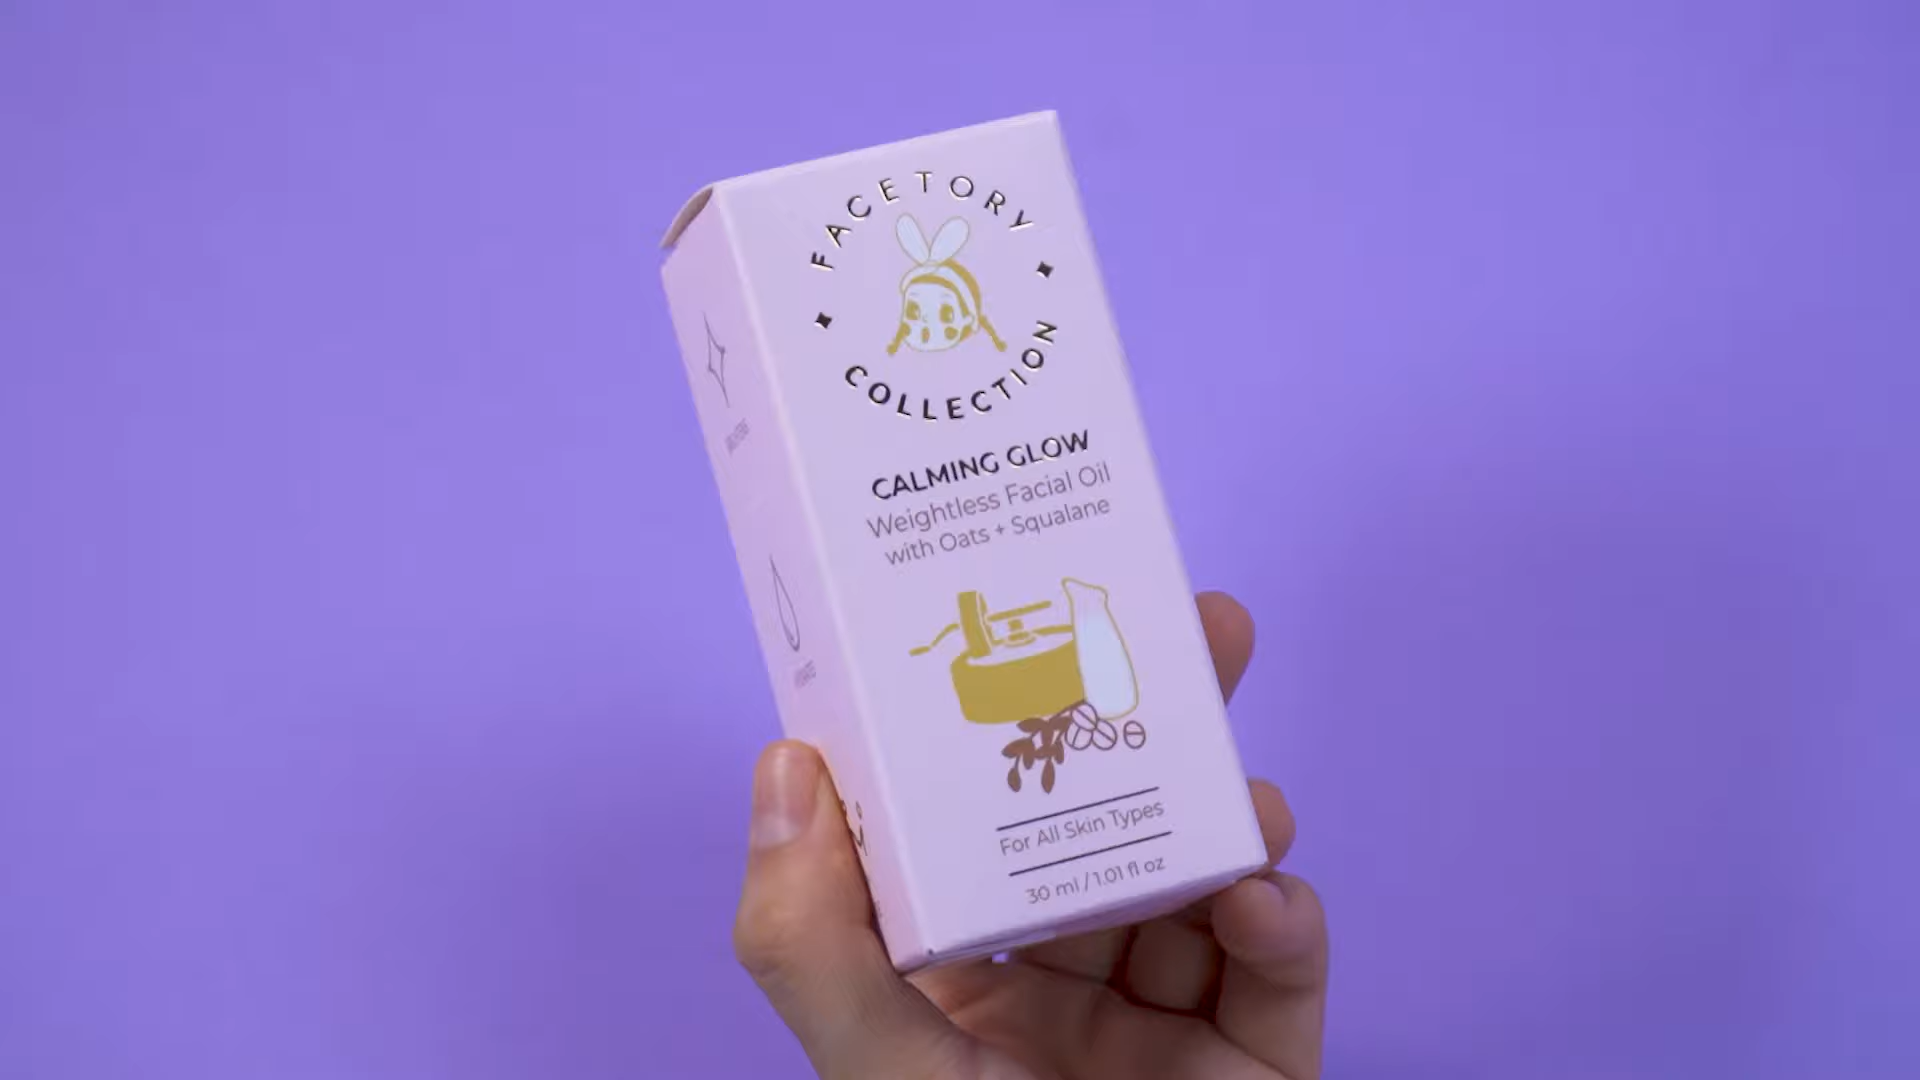 FACETORY
COLLECTION
CALMING GLOW
Weightless Facial Oil
with Oats + Squalane
For All Skin Types
30 ml / 1.01 fl oz